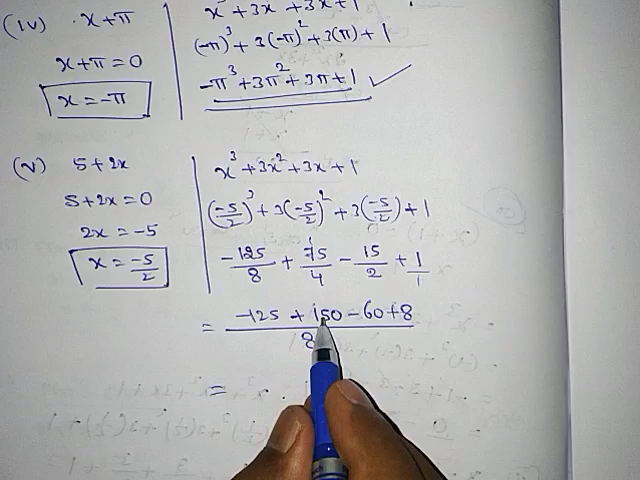 (iv) x+π
x+π=0
x=-π
x³+3x²+3x+1
(-π)³+3(-π)²+3(π)+1
-π³+3π²+3π+1
(v) 5+2x
5+2x=0
2x=-5
x=-5/2
x³+3x²+3x+1
(-5/2)³+3(-5/2)²+3(-5/2)+1
-125/8+75/4-15/2+1/1
= -125+150-60+8/8
=